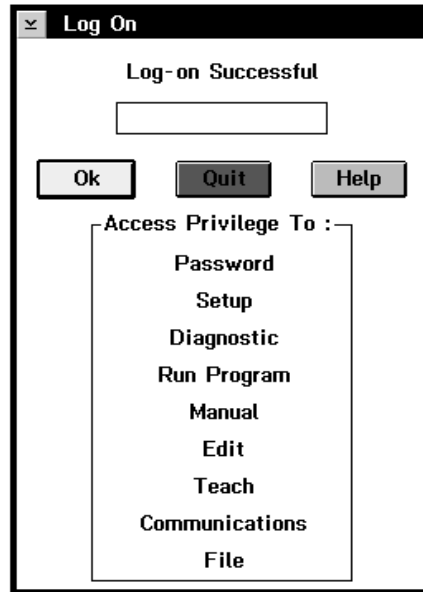 Log On
Log-on Successful
Ok Quit Help
Access Privilege To :
Password
Setup
Diagnostic
Run Program
Manual
Edit
Teach
Communications
File